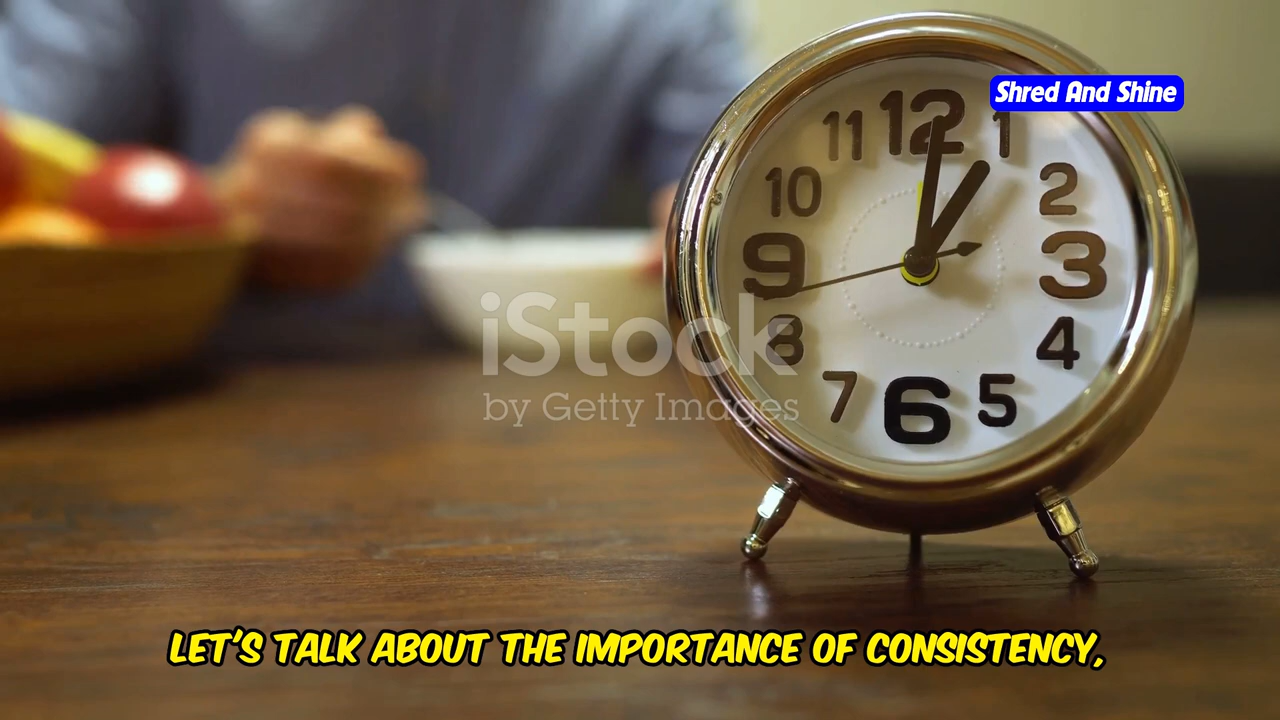 Shred And Shine
11 12 1
10 2
9 3
8 4
7 6 5
iStock
by Getty Images
LET'S TALK ABOUT THE IMPORTANCE OF CONSISTENCY,